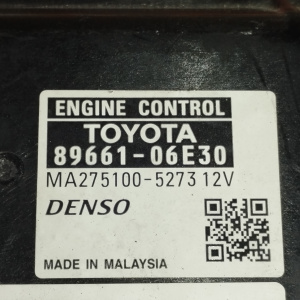 ENGINE CONTROL
TOYOTA
89661-06E30
MA275100-5273 12V
DENSO
MADE IN MALAYSIA